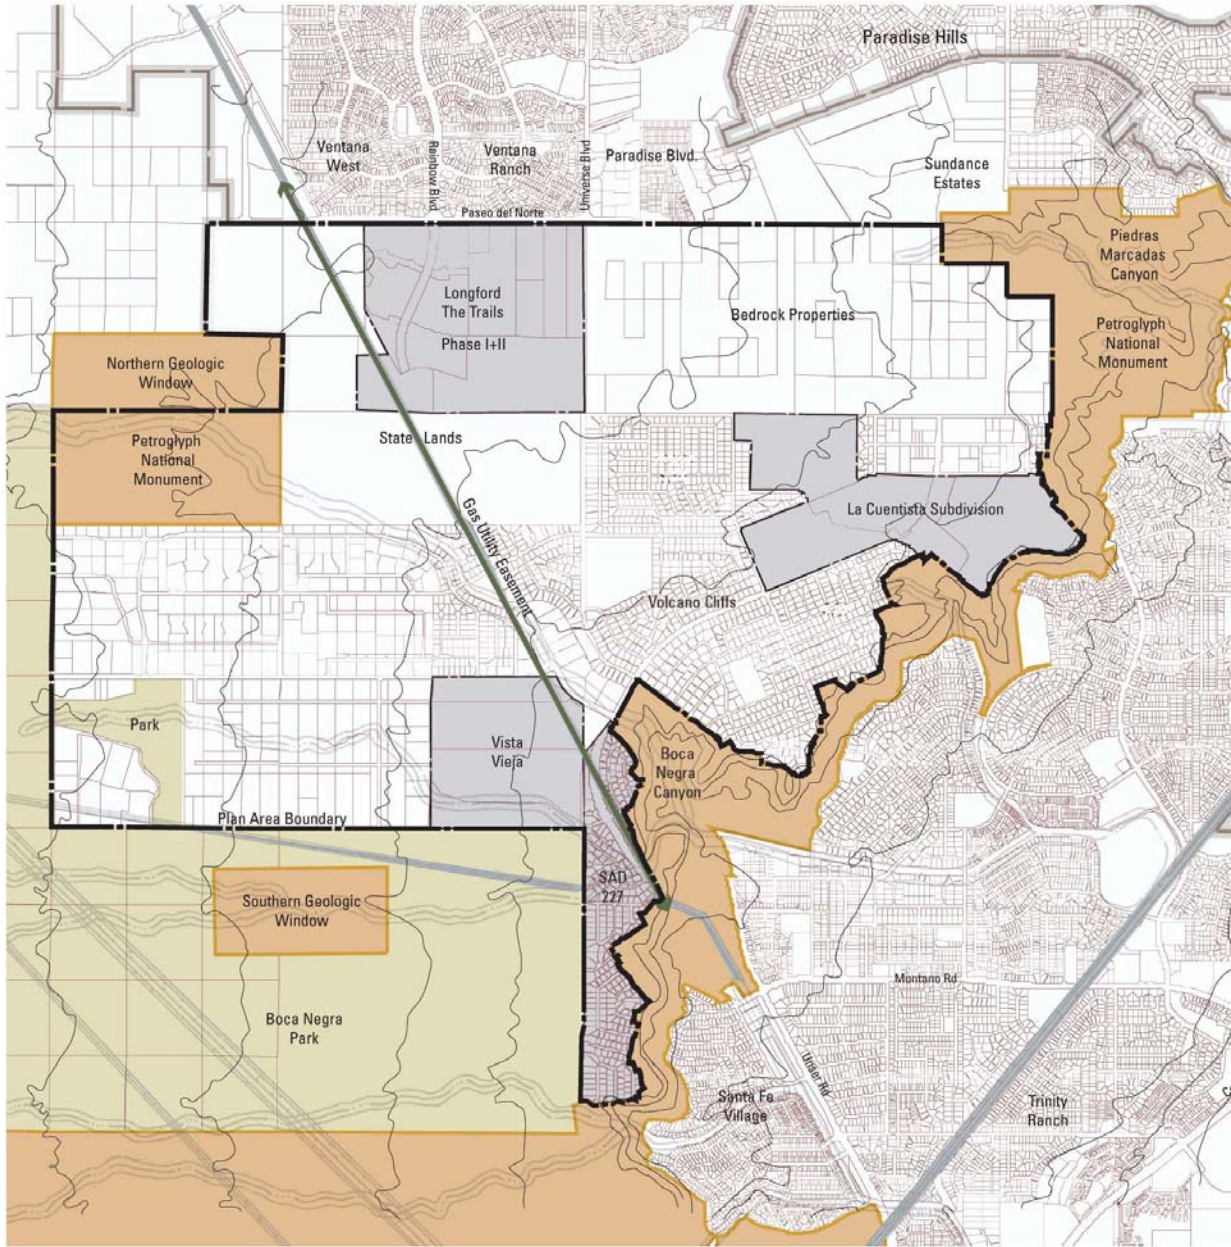 Paradise Hills
Ventana
West
Rainbow Blvd
Ventana
Ranch
Universe Blvd
Paradise Blvd.
Sundance
Estates
Paseo del Norte
Piedras
Marcadas
Canyon
Longford
The Trails
Phase I+II
Bedrock Properties
Petroglyph
National
Monument
Northern Geologic
Window
Petroglyph
National
Monument
State Lands
Gas Utility Easement
La Cuentista Subdivision
Volcano Cliffs
Park
Vista
Vieja
Boca
Negra
Canyon
Plan Area Boundary
SAD
227
Southern Geologic
Window
Montano Rd
Boca Negra
Park
Unser Rd
Santa Fe
Village
Trinity
Ranch